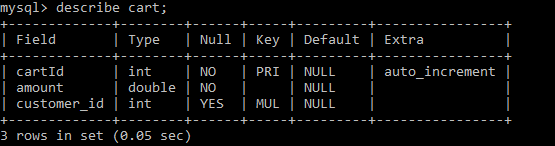 mysql> describe cart;
+-------------+--------+------+-----+---------+----------------+
| Field       | Type   | Null | Key | Default | Extra          |
+-------------+--------+------+-----+---------+----------------+
| cartId      | int    | NO   | PRI | NULL    | auto_increment |
| amount      | double | NO   |     | NULL    |                |
| customer_id | int    | YES  | MUL | NULL    |                |
+-------------+--------+------+-----+---------+----------------+
3 rows in set (0.05 sec)